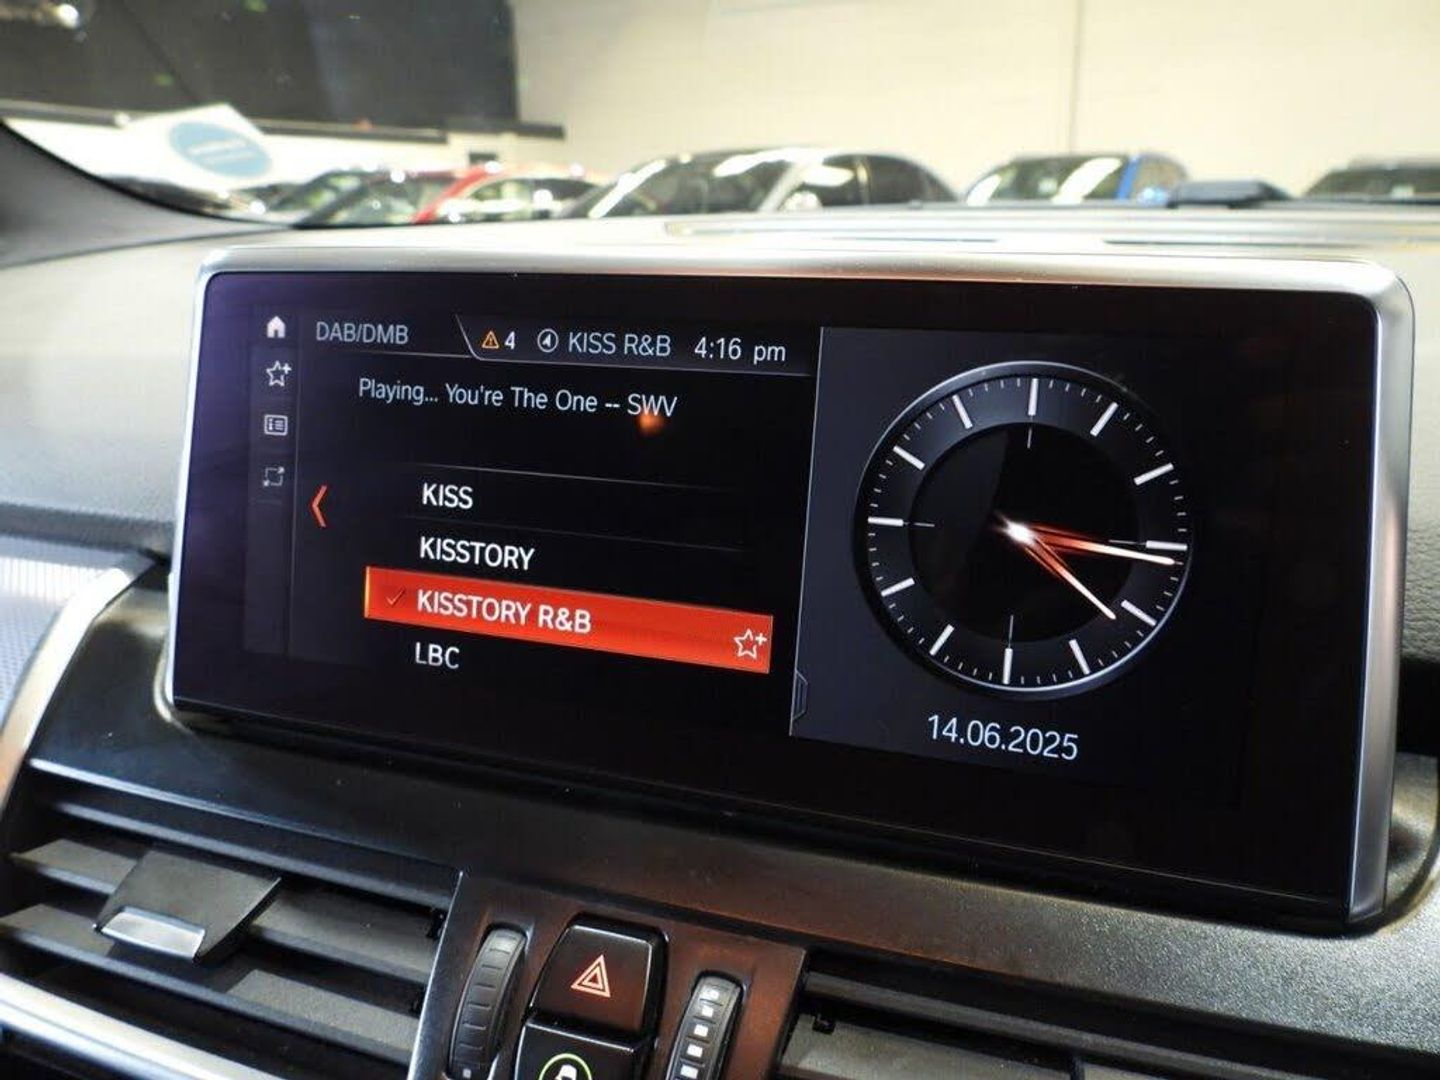 DAB/DMB
4 KISS R&B 4:16 pm
Playing... You're The One -- SWV
KISS
KISSTORY
KISSTORY R&B
LBC
14.06.2025